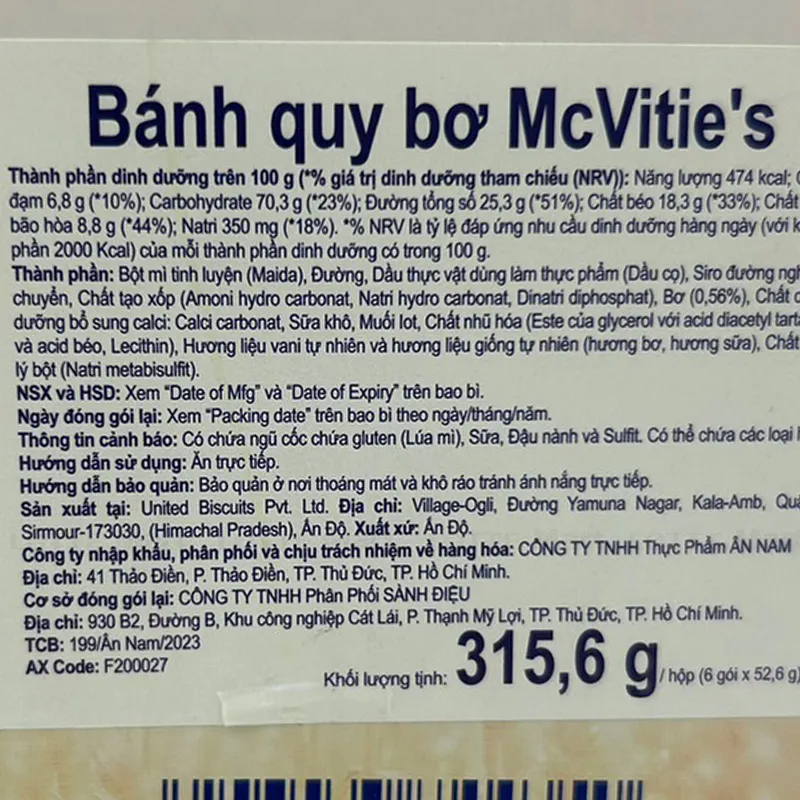 Bánh quy bơ McVitie's
Thành phần dinh dưỡng trên 100 g (*% giá trị dinh dưỡng tham chiếu (NRV)): Năng lượng 474 kcal;
đạm 6,8 g (*10%); Carbohydrate 70,3 g (*23%); Đường tổng số 25,3 g (*51%); Chất béo 18,3 g (*33%); Chất
bão hòa 8,8 g (*44%); Natri 350 mg (*18%). *% NRV là tỷ lệ đáp ứng nhu cầu dinh dưỡng hàng ngày (với
phần 2000 Kcal) của mỗi thành phần dinh dưỡng có trong 100 g.
Thành phần: Bột mì tinh luyện (Maida), Đường, Dầu thực vật dùng làm thực phẩm (Dầu cọ), Siro đường
chuyển, Chất tạo xốp (Amoni hydro carbonat, Natri hydro carbonat, Dinatri diphosphat), Bơ (0,56%), Chất
dưỡng bổ sung calci: Calci carbonat, Sữa khô, Muối Iot, Chất nhũ hóa (Este của glycerol với acid diacetyl
và acid béo, Lecithin), Hương liệu vani tự nhiên và hương liệu giống tự nhiên (hương bơ, hương sữa), Chất
lý bột (Natri metabisulfit).
NSX và HSD: Xem “Date of Mfg” và “Date of Expiry” trên bao bì.
Ngày đóng gói lại: Xem “Packing date” trên bao bì theo ngày/tháng/năm.
Thông tin cảnh báo: Có chứa ngũ cốc chứa gluten (Lúa mì), Sữa, Đậu nành và Sulfit. Có thể chứa các loại
Hướng dẫn sử dụng: Ăn trực tiếp.
Hướng dẫn bảo quản: Bảo quản ở nơi thoáng mát và khô ráo tránh ánh nắng trực tiếp.
Sản xuất tại: United Biscuits Pvt. Ltd. Địa chỉ: Village-Ogli, Đường Yamuna Nagar, Kala-Amb,
Sirmour-173030, (Himachal Pradesh), Ấn Độ. Xuất xứ: Ấn Độ.
Công ty nhập khẩu, phân phối và chịu trách nhiệm về hàng hóa: CÔNG TY TNHH Thực Phẩm ÂN NAM
Địa chỉ: 41 Thảo Điền, P. Thảo Điền, TP. Thủ Đức, TP. Hồ Chí Minh.
Cơ sở đóng gói lại: CÔNG TY TNHH Phân Phối SÀNH ĐIỆU
Địa chỉ: 930 B2, Đường B, Khu công nghiệp Cát Lái, P. Thạnh Mỹ Lợi, TP. Thủ Đức, TP. Hồ Chí Minh.
TCB: 199/Ân Nam/2023
AX Code: F200027
Khối lượng tịnh: 315,6 g/ hộp (6 gói x 52,6 g)